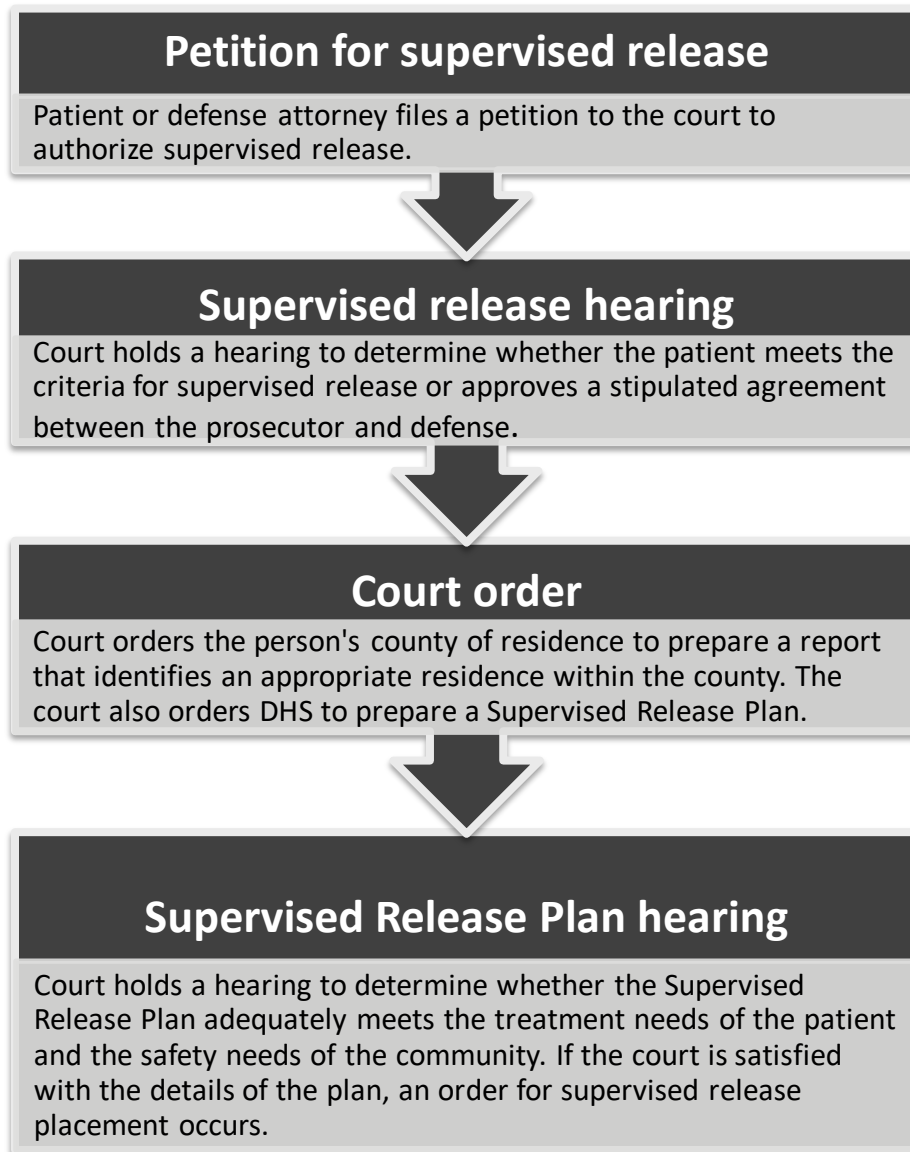 Petition for supervised release
Patient or defense attorney files a petition to the court to
authorize supervised release.
Supervised release hearing
Court holds a hearing to determine whether the patient meets the
criteria for supervised release or approves a stipulated agreement
between the prosecutor and defense.
Court order
Court orders the person's county of residence to prepare a report
that identifies an appropriate residence within the county. The
court also orders DHS to prepare a Supervised Release Plan.
Supervised Release Plan hearing
Court holds a hearing to determine whether the Supervised
Release Plan adequately meets the treatment needs of the patient
and the safety needs of the community. If the court is satisfied
with the details of the plan, an order for supervised release
placement occurs.